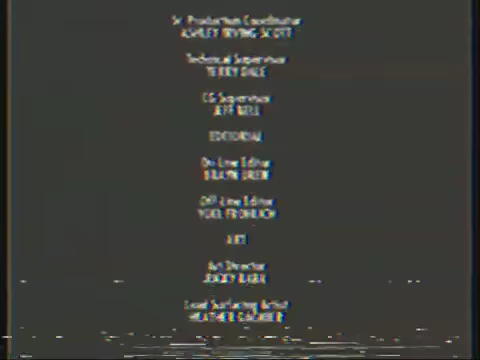 Sr. Production Coordinator
ASHLEY IRVING SCOTT
Technical Supervisor
TERRY DALE
CG Supervisor
JEFF BELL
EDITORIAL
On-Line Editor
Off-Line Editor
YOEL FROHLICH
ART
Art Director
Lead Surfacing Artist
HEATHER